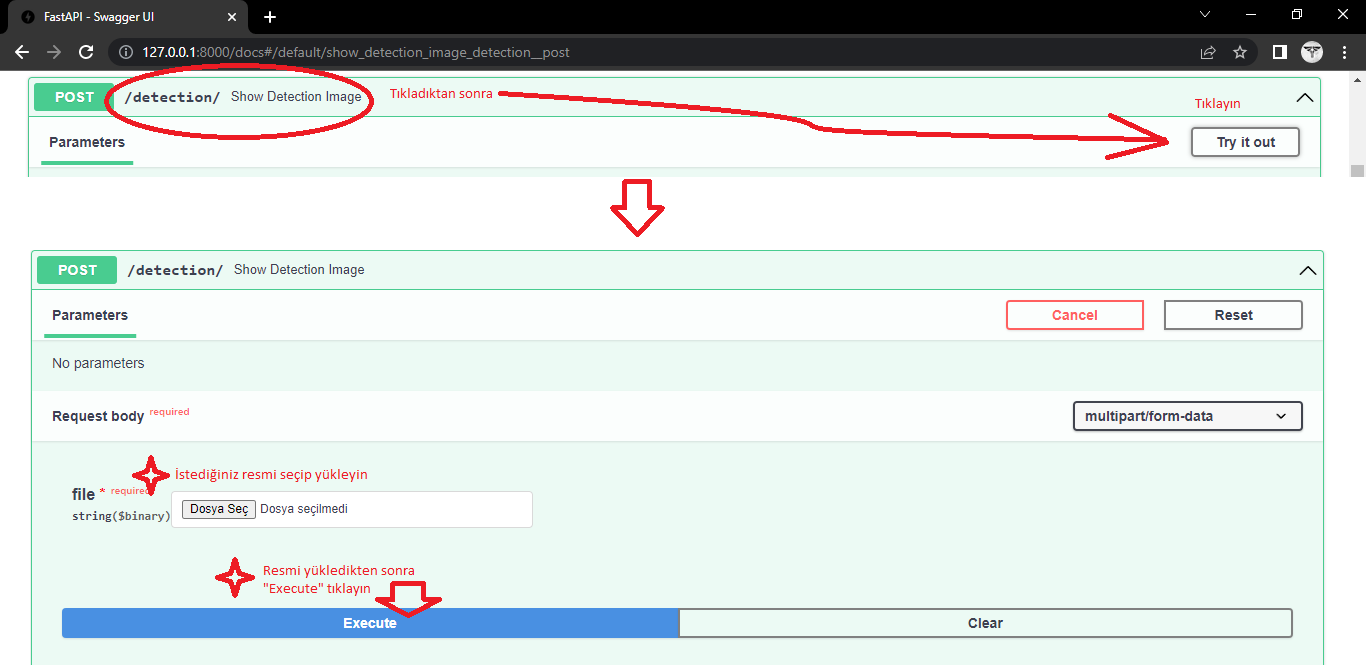 FastAPI - Swagger UI
127.0.0.1:8000/docs#/default/show_detection_image_detection__post
POST /detection/ Show Detection Image
Tıkladıktan sonra
Tıklayın
Parameters
Try it out
POST /detection/ Show Detection Image
Parameters
Cancel
Reset
No parameters
Request body required
multipart/form-data
İstediğiniz resmi seçip yükleyin
file * required
string($binary)
Dosya Seç Dosya seçilmedi
Resmi yükledikten sonra
"Execute" tıklayın
Execute
Clear